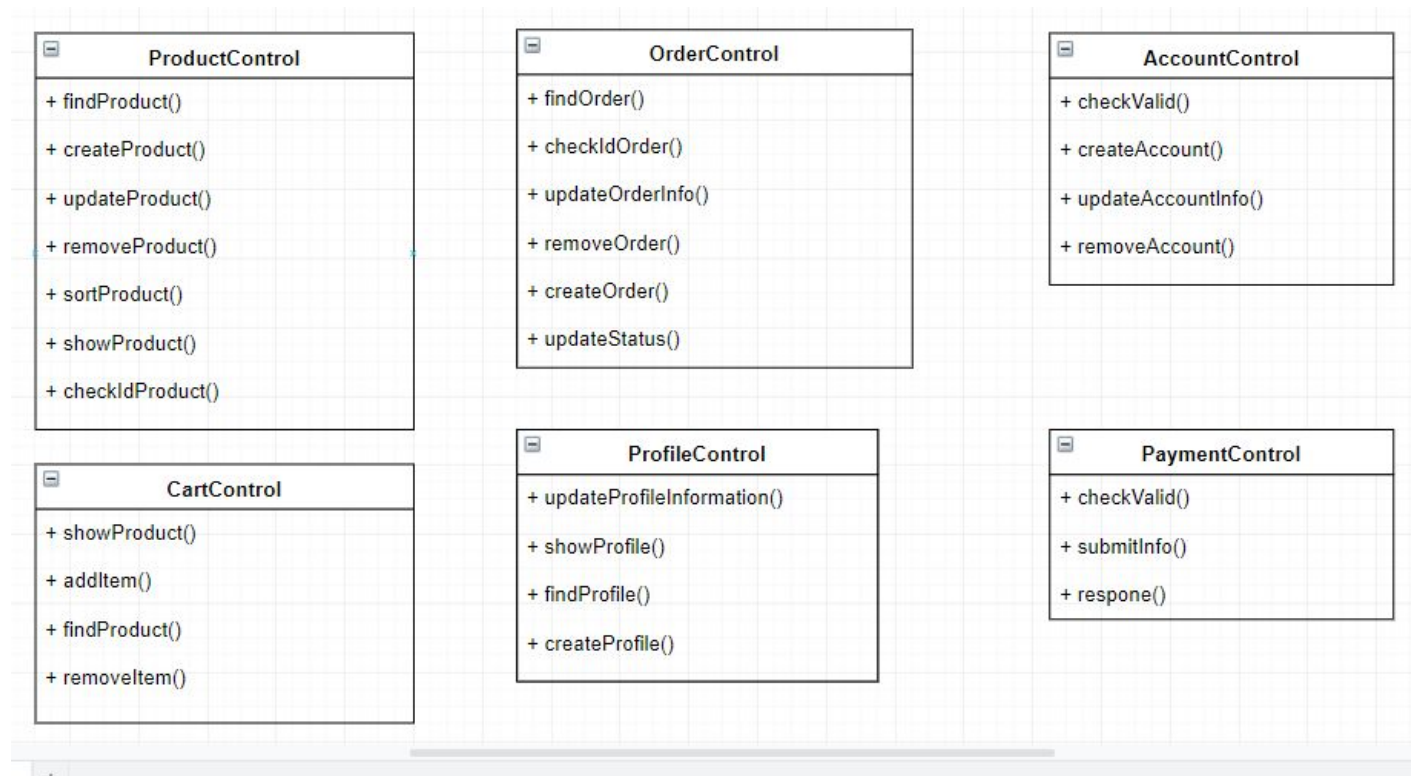 ProductControl
+ findProduct()
+ createProduct()
+ updateProduct()
+ removeProduct()
+ sortProduct()
+ showProduct()
+ checkIdProduct()
OrderControl
+ findOrder()
+ checkIdOrder()
+ updateOrderInfo()
+ removeOrder()
+ createOrder()
+ updateStatus()
AccountControl
+ checkValid()
+ createAccount()
+ updateAccountInfo()
+ removeAccount()
CartControl
+ showProduct()
+ addItem()
+ findProduct()
+ removeItem()
ProfileControl
+ updateProfileInformation()
+ showProfile()
+ findProfile()
+ createProfile()
PaymentControl
+ checkValid()
+ submitInfo()
+ respone()